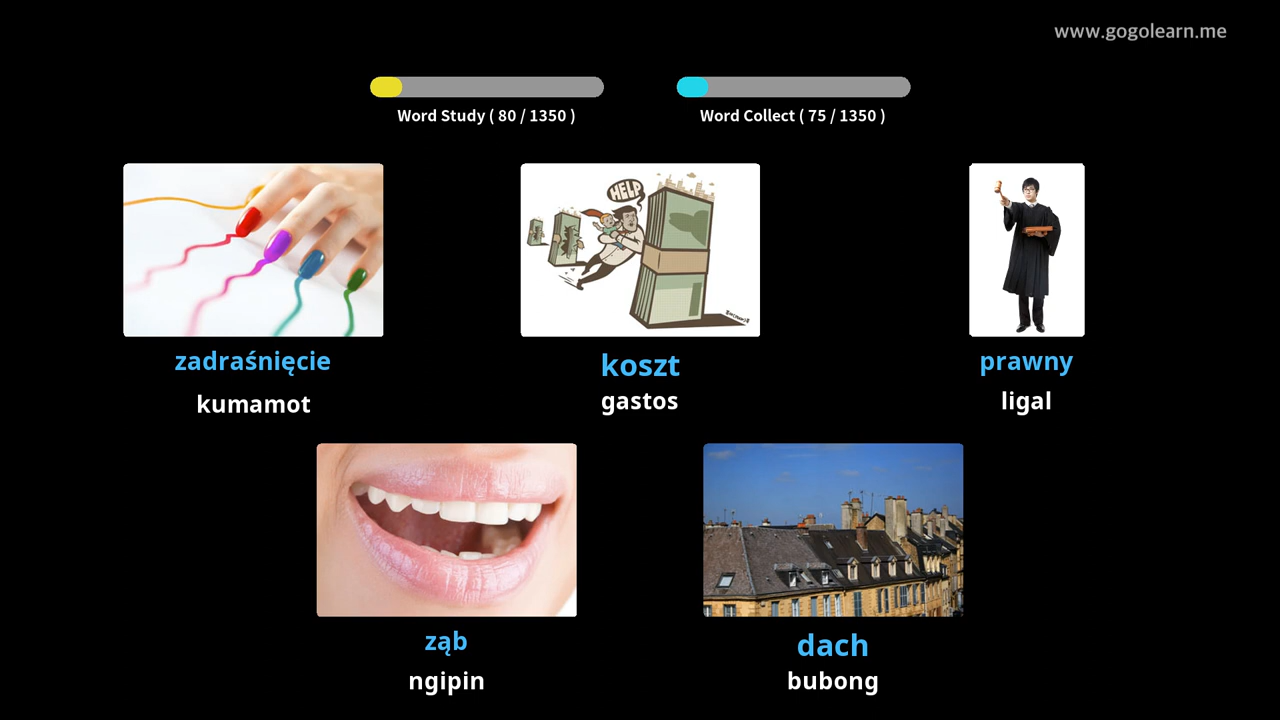 www.gogolearn.me
Word Study ( 80 / 1350 )
Word Collect ( 75 / 1350 )
HELP
zadraśnięcie
kumamot
koszt
gastos
prawny
ligal
ząb
ngipin
dach
bubong